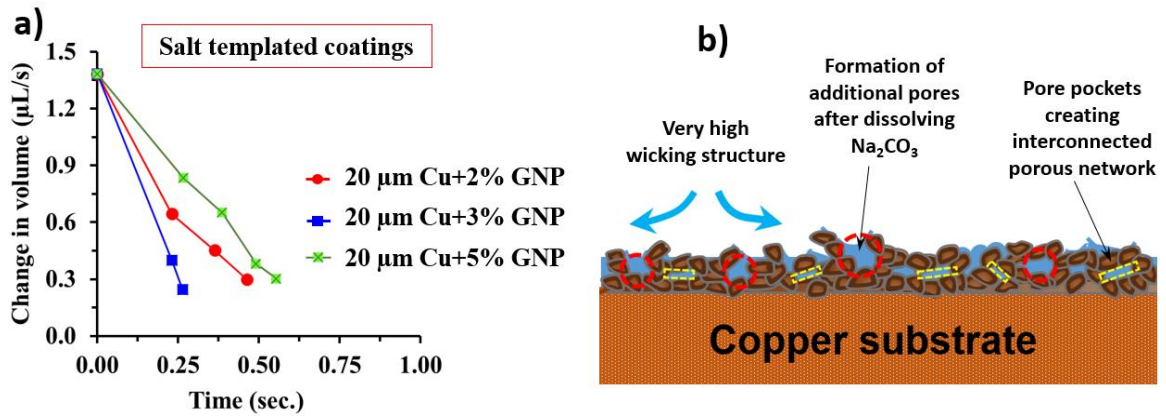 a)
Salt templated coatings
Change in volume (μL/s)
1.5
1.2
0.9
0.6
0.3
0.0
0.00
0.25
0.50
0.75
1.00
Time (sec.)
20 μm Cu+2% GNP
20 μm Cu+3% GNP
20 μm Cu+5% GNP
b)
Very high
wicking structure
Formation of
additional pores
after dissolving
Na₂CO₃
Pore pockets
creating
interconnected
porous network
Copper substrate